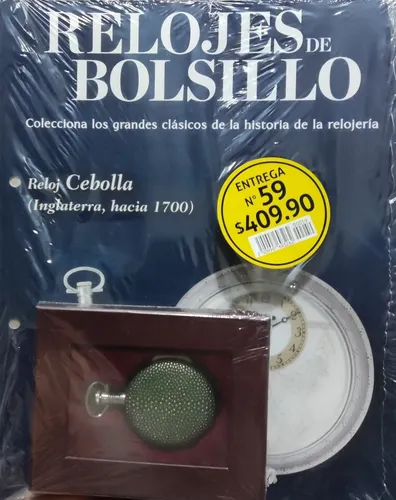 RELOJES DE
BOLSILLO
Colecciona los grandes clásicos de la historia de la relojería
Reloj Cebolla
(Inglaterra, hacia 1700)
ENTREGA
Nº 59
$409.90